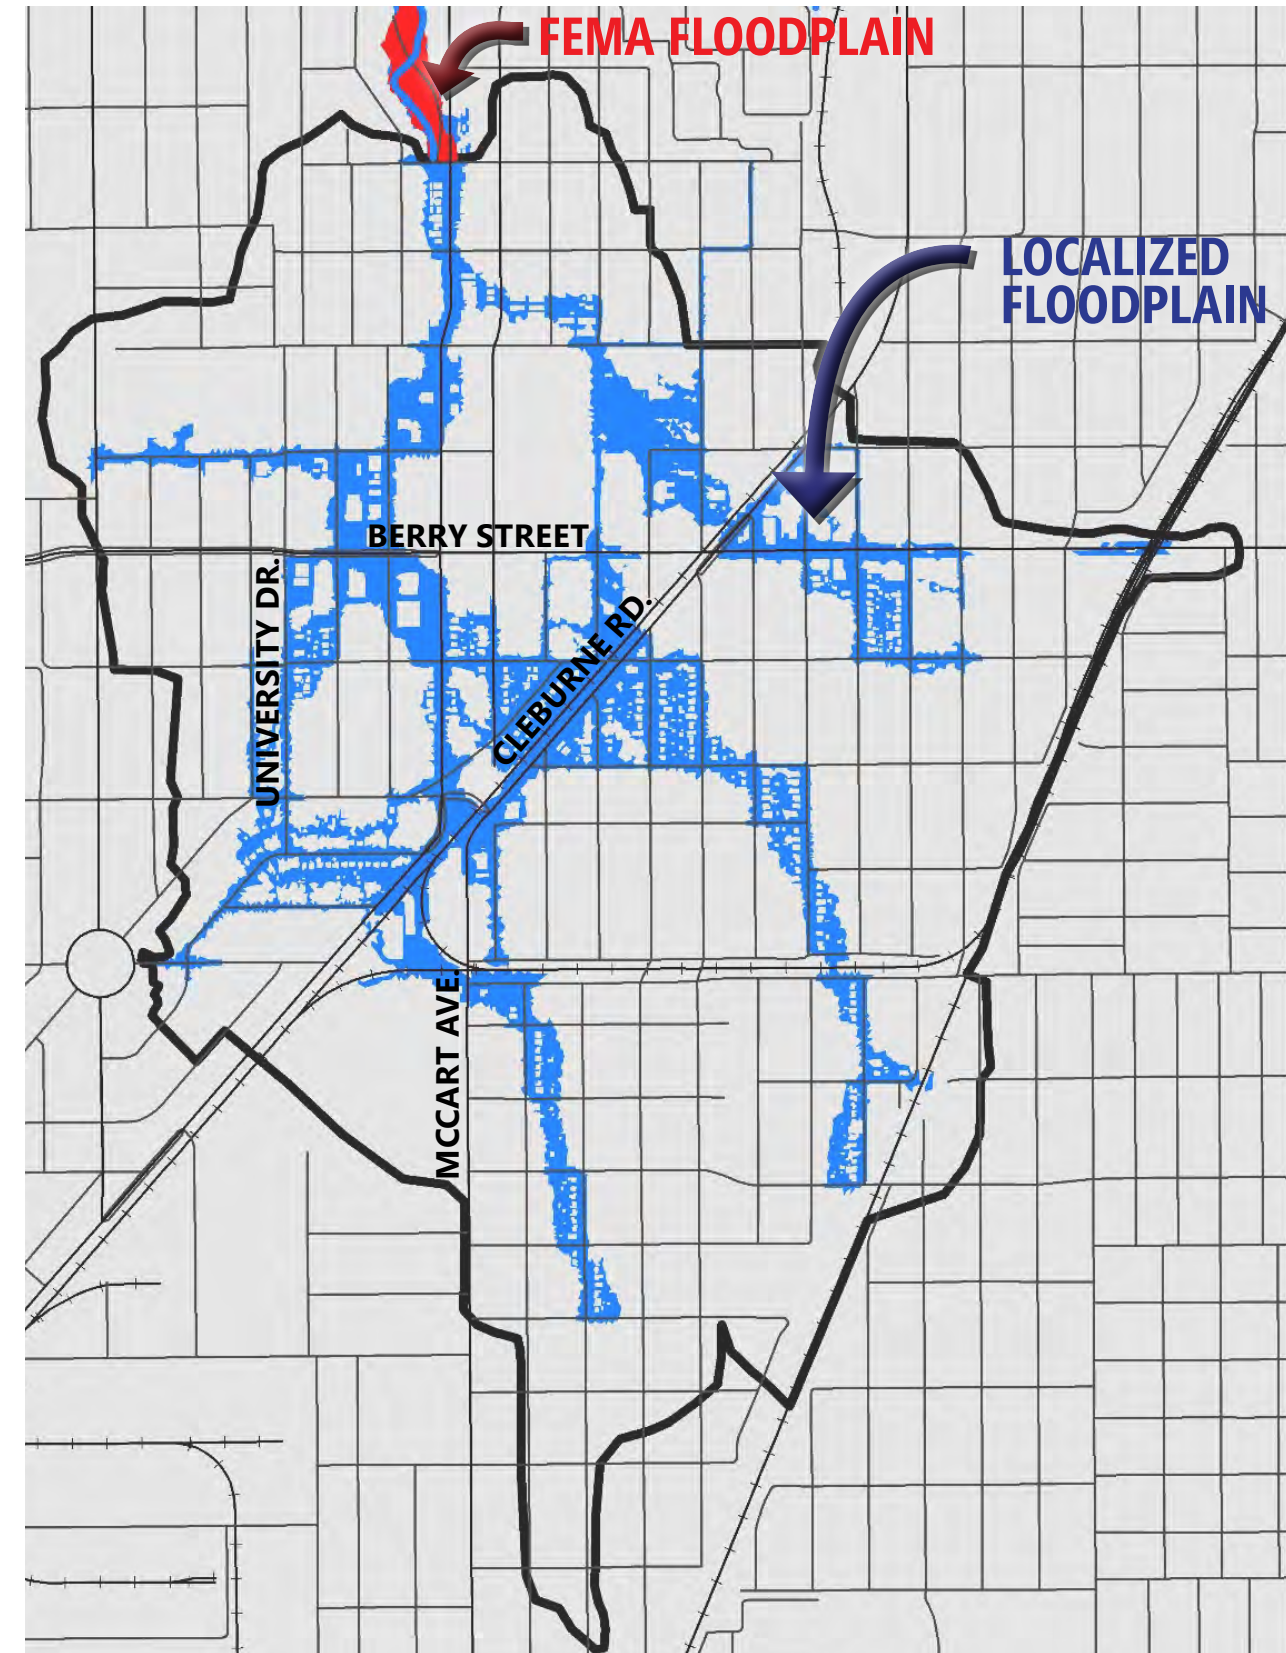 FEMA FLOODPLAIN
LOCALIZED
FLOODPLAIN
BERRY STREET
UNIVERSITY DR.
CLEBURNE RD.
MCCART AVE.